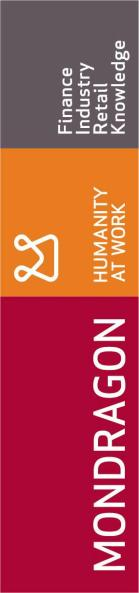 MONDRAGON
HUMANITY
AT WORK
Finance
Industry
Retail
Knowledge